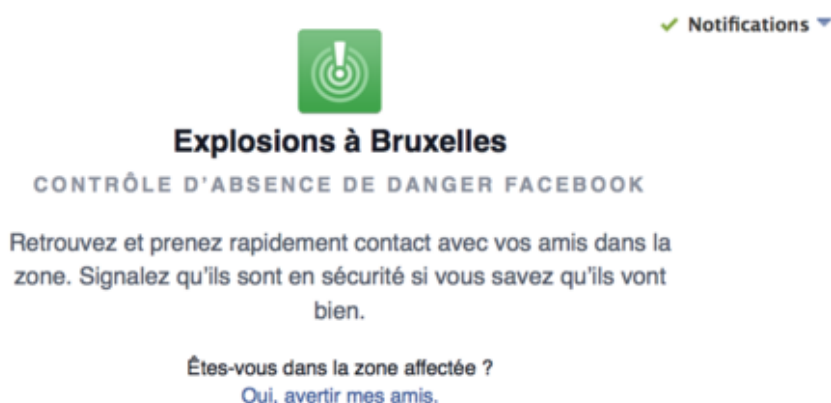 Notifications
Explosions à Bruxelles
CONTRÔLE D'ABSENCE DE DANGER FACEBOOK
Retrouvez et prenez rapidement contact avec vos amis dans la
zone. Signalez qu'ils sont en sécurité si vous savez qu'ils vont
bien.
Êtes-vous dans la zone affectée ?
Oui, avertir mes amis.